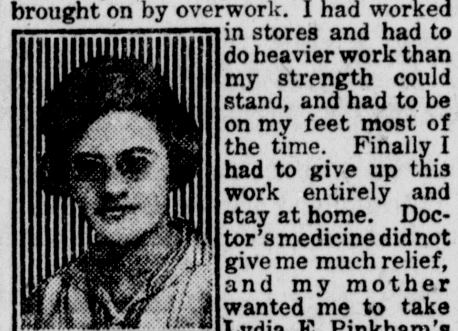 brought on by overwork. I had worked
in stores and had to
do heavier work than
my strength could
stand, and had to be
on my feet most of
the time. Finally I
had to give up this
work entirely and
stay at home. Doc-
tor's medicine did not
give me much relief,
and my mother
wanted me to take
Lydia E. Pinkham's